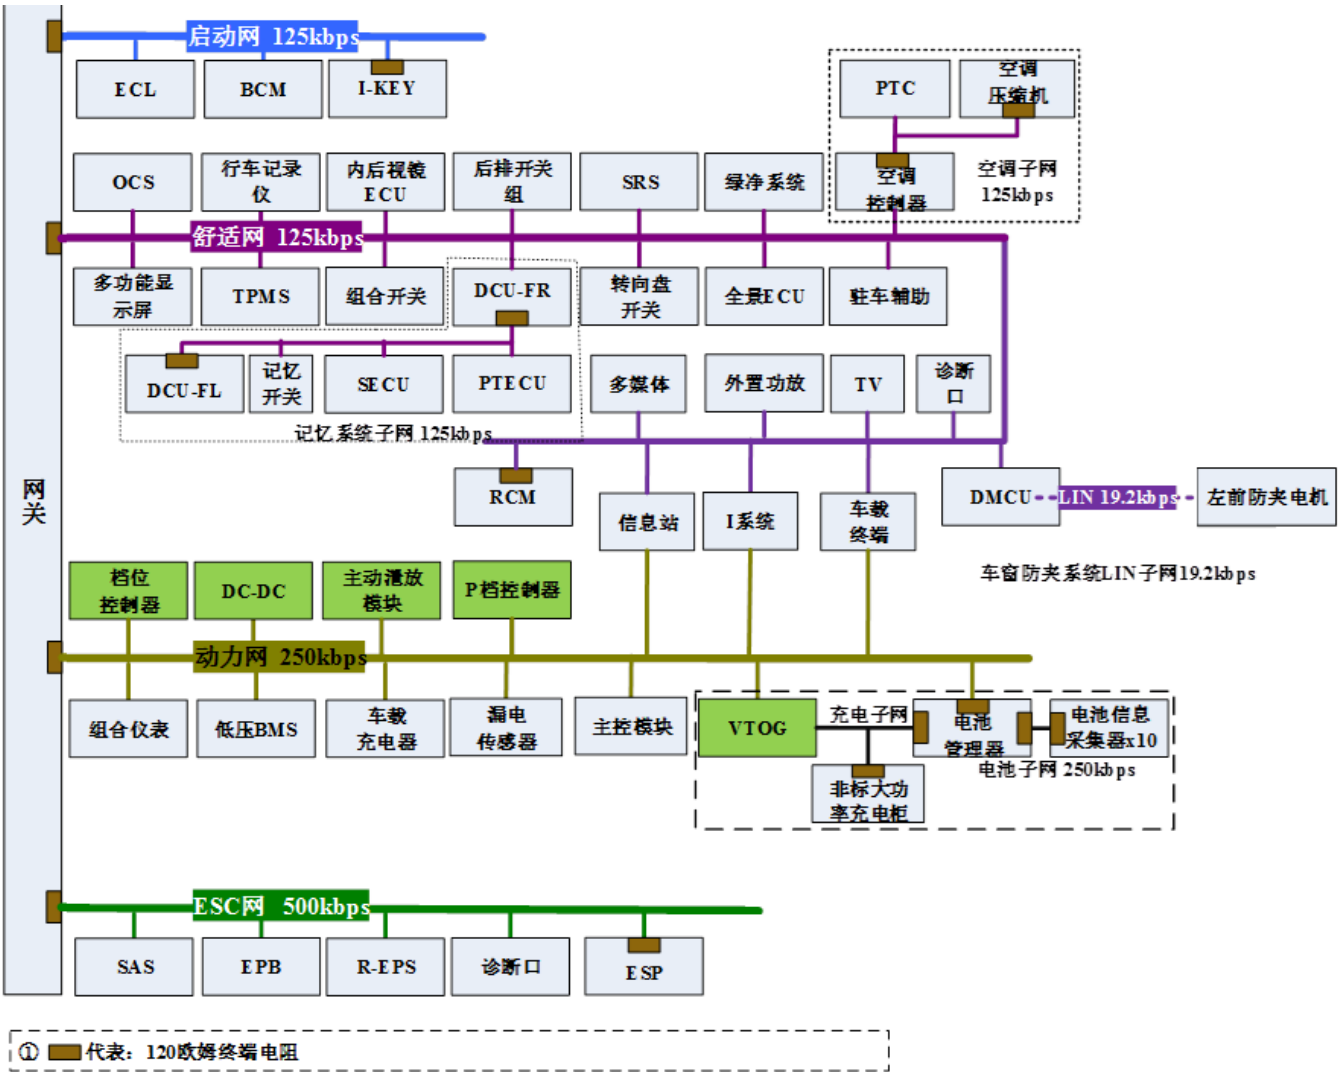 启动网 125kbps
ECL
BCM
I-KEY
PTC
空调
压缩机
OCS
行车记录
仪
内后视镜
ECU
后排开关
组
SRS
绿净系统
空调
控制器
空调子网
125kbps
舒适网 125kbps
多功能显
示屏
TPMS
组合开关
DCU-FR
转向盘
开关
全景ECU
驻车辅助
DCU-FL
记忆
开关
SECU
PTECU
多媒体
外置功放
TV
诊断
口
记忆系统子网 125kbps
网
关
RCM
信息站
I系统
车载
终端
DMCU
LIN 19.2kbps
左前防夹电机
车窗防夹系统LIN子网19.2kbps
档位
控制器
DC-DC
主动泄放
模块
P档控制器
动力网 250kbps
组合仪表
低压BMS
车载
充电器
漏电
传感器
主控模块
VTOG
充电子网
电池
管理器
电池信息
采集器x10
电池子网 250kbps
非标大功
率充电柜
ESC网 500kbps
SAS
EPB
R-EPS
诊断口
ESP
① 代表：120欧姆终端电阻